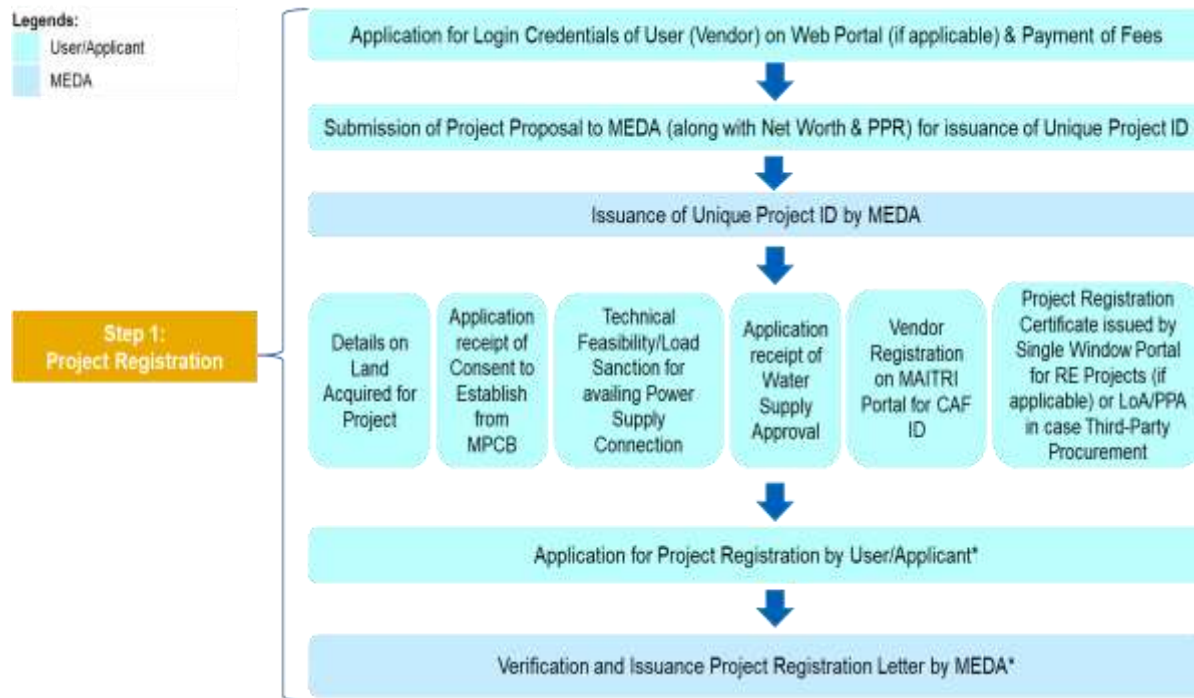 Legends:
User/Applicant
MEDA
Application for Login Credentials of User (Vendor) on Web Portal (if applicable) & Payment of Fees
Submission of Project Proposal to MEDA (along with Net Worth & PPR) for issuance of Unique Project ID
Issuance of Unique Project ID by MEDA
Step 1:
Project Registration
Details on
Land
Acquired for
Project
Application
receipt of
Consent to
Establish
from
MPCB
Technical
Feasibility/Load
Sanction for
availing Power
Supply
Connection
Application
receipt of
Water
Supply
Approval
Vendor
Registration
on MAITRI
Portal for CAF
ID
Project Registration
Certificate issued by
Single Window Portal
for RE Projects (if
applicable) or LoA/PPA
in case Third-Party
Procurement
Application for Project Registration by User/Applicant*
Verification and Issuance Project Registration Letter by MEDA*